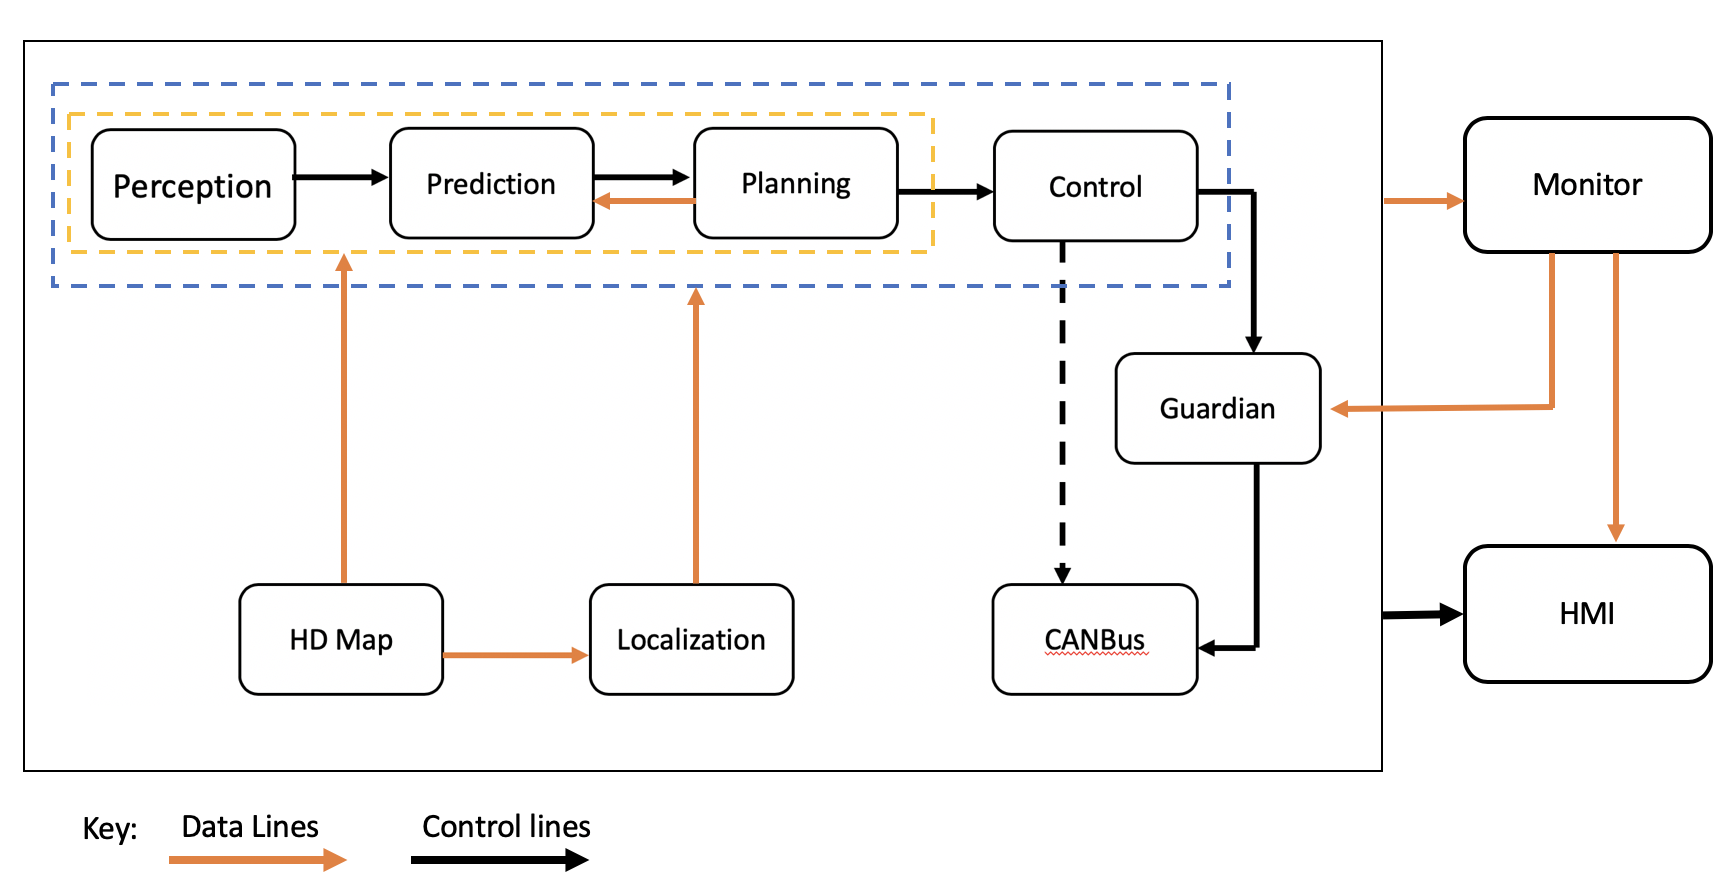 Perception
Prediction
Planning
Control
Monitor
Guardian
HD Map
Localization
CANBus
HMI
Key:
Data Lines
Control lines